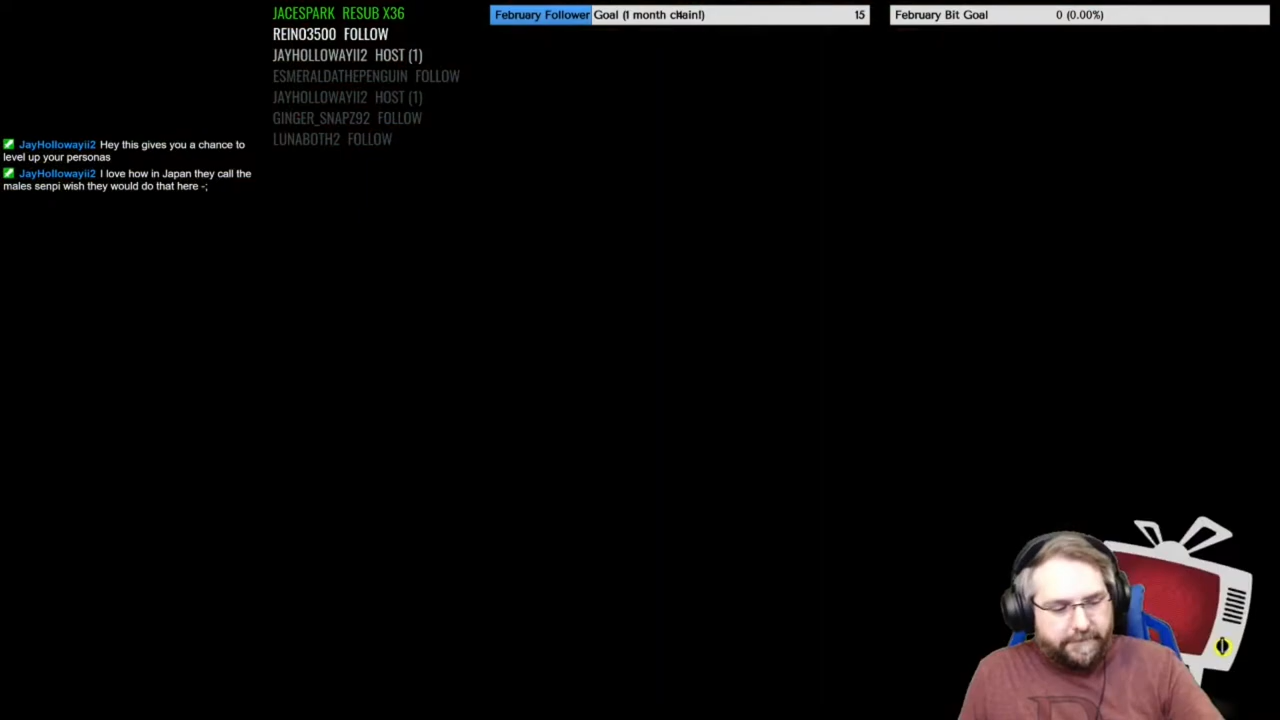 JACESPARK RESUB X36
REINO3500 FOLLOW
JAYHOLLOWAYII2 HOST (1)
ESMERALDATHEPENGUIN FOLLOW
JAYHOLLOWAYII2 HOST (1)
GINGER_SNAPZ92 FOLLOW
LUNABOTH2 FOLLOW
February Follower Goal (1 month chain!) 15
February Bit Goal 0 (0.00%)
JayHollowayii2 Hey this gives you a chance to
level up your personas
JayHollowayii2 I love how in Japan they call the
males senpi wish they would do that here -;